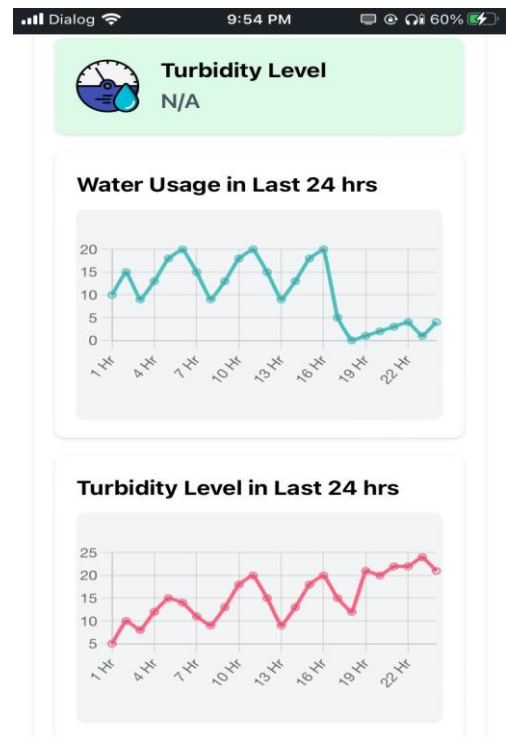 Dialog 9:54 PM 60%
Turbidity Level
N/A
Water Usage in Last 24 hrs
20
15
10
5
0
1 Hr 4 Hr 7 Hr 10 Hr 13 Hr 16 Hr 19 Hr 22 Hr
Turbidity Level in Last 24 hrs
25
20
15
10
5
1 Hr 4 Hr 7 Hr 10 Hr 13 Hr 16 Hr 19 Hr 22 Hr